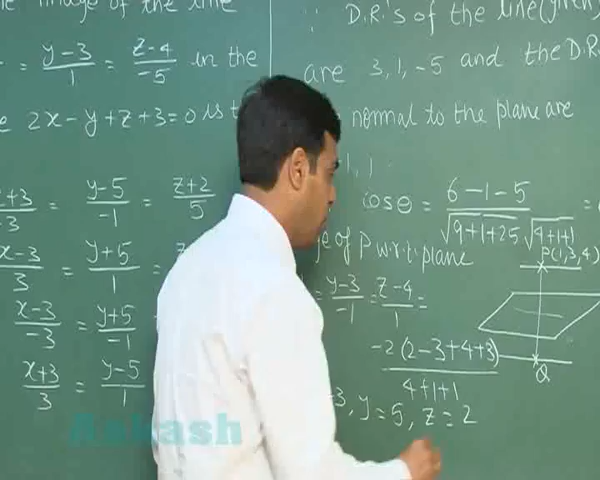 image of the line
= y-3/1 = z-4/-5 in the
2x-y+z+3=0 is
x+3/-3 = y-5/-1 = z+2/5
x-3/3 = y+5/1 =
x-3/-3 = y+5/-1
x+3/3 = y-5/1
∵ D.R's of the line (given)
are 3, 1, -5 and the D.R
normal to the plane are
1, 1
cosθ = 6-1-5/√9+1+25 √4+1+1 =
of P w.r.t. plane
= y-3/-1 = z-4/1 =
-2(2-3+4+3)/4+1+1
-3, y=5, z=2
P(1,3,4)
Q
Aakash